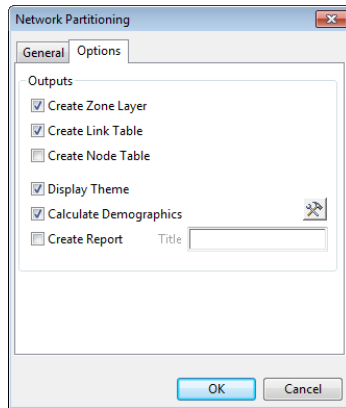 Network Partitioning
General Options
Outputs
Create Zone Layer
Create Link Table
Create Node Table
Display Theme
Calculate Demographics
Create Report Title
OK Cancel